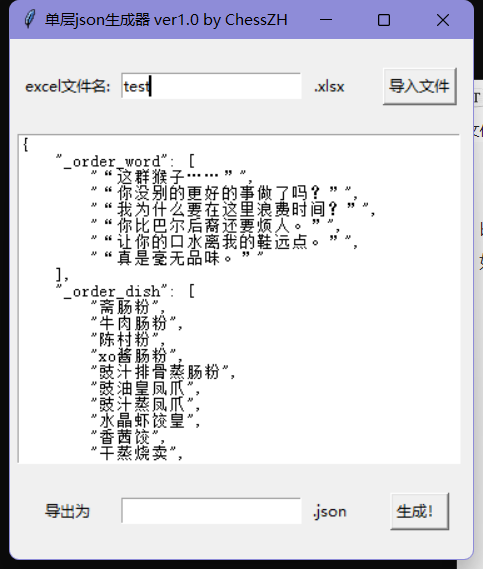 单层json生成器 ver1.0 by ChessZH
excel文件名: test .xlsx 导入文件
{
"_order_word": [
"“这群猴子……”",
"“你没别的更好的事做了吗？”",
"“我为什么要在这里浪费时间？”",
"“你比巴尔后裔还要烦人。”",
"“让你的口水离我的鞋远点。”",
"“真是毫无品味。”"
],
"_order_dish": [
"斋肠粉",
"牛肉肠粉",
"陈村粉",
"xo酱肠粉",
"豉汁排骨蒸肠粉",
"豉油皇凤爪",
"豉汁蒸凤爪",
"水晶虾饺皇",
"香茜饺",
"干蒸烧卖",
导出为 .json 生成!